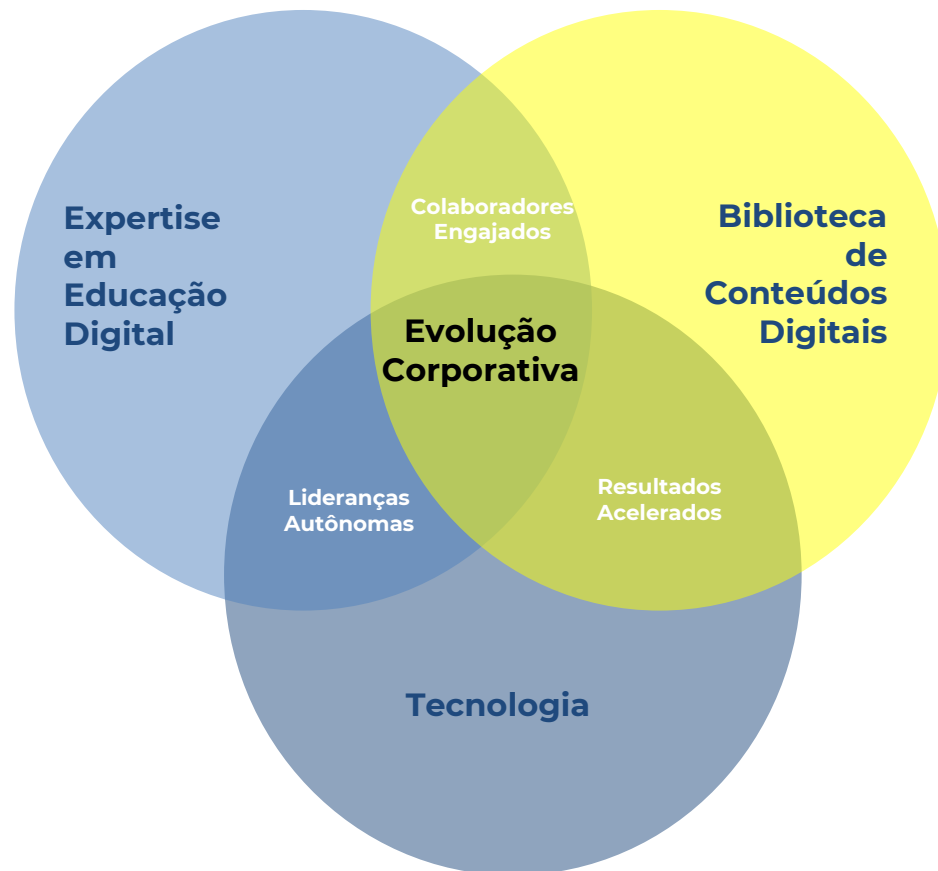 Expertise
em
Educação
Digital
Colaboradores
Engajados
Biblioteca
de
Conteúdos
Digitais
Evolução
Corporativa
Lideranças
Autônomas
Resultados
Acelerados
Tecnologia